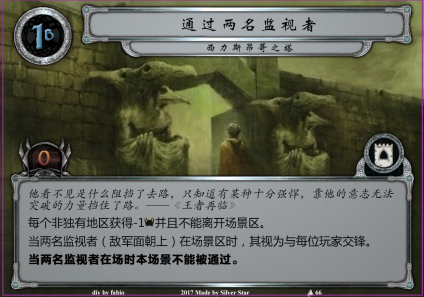 1B
通过两名监视者
西力斯昂哥之塔
0
他看不见是什么阻挡了去路，只知道有某种十分强悍，靠他的意志无法
突破的力量挡住了路。——《王者再临》
每个非独有地区获得-1并且不能离开场景区。
当两名监视者（敌军面朝上）在场景区时，其视为与每位玩家交锋。
当两名监视者在场时本场景不能被通过。
diy by fabio 2017 Made by Silver Star 66